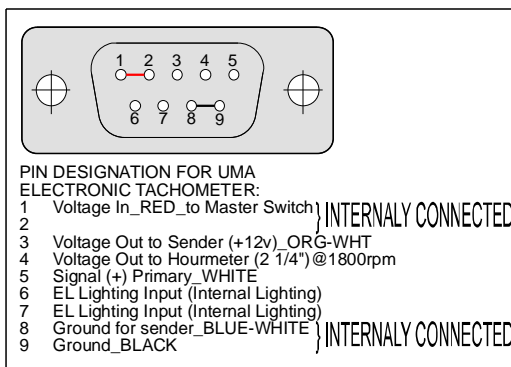 1 2 3 4 5
6 7 8 9
PIN DESIGNATION FOR UMA
ELECTRONIC TACHOMETER:
1 Voltage In_RED_to Master Switch } INTERNALY CONNECTED
2
3 Voltage Out to Sender (+12v)_ORG-WHT
4 Voltage Out to Hourmeter (2 1/4") @1800rpm
5 Signal (+) Primary_WHITE
6 EL Lighting Input (Internal Lighting)
7 EL Lighting Input (Internal Lighting)
8 Ground for sender_BLUE-WHITE } INTERNALY CONNECTED
9 Ground_BLACK